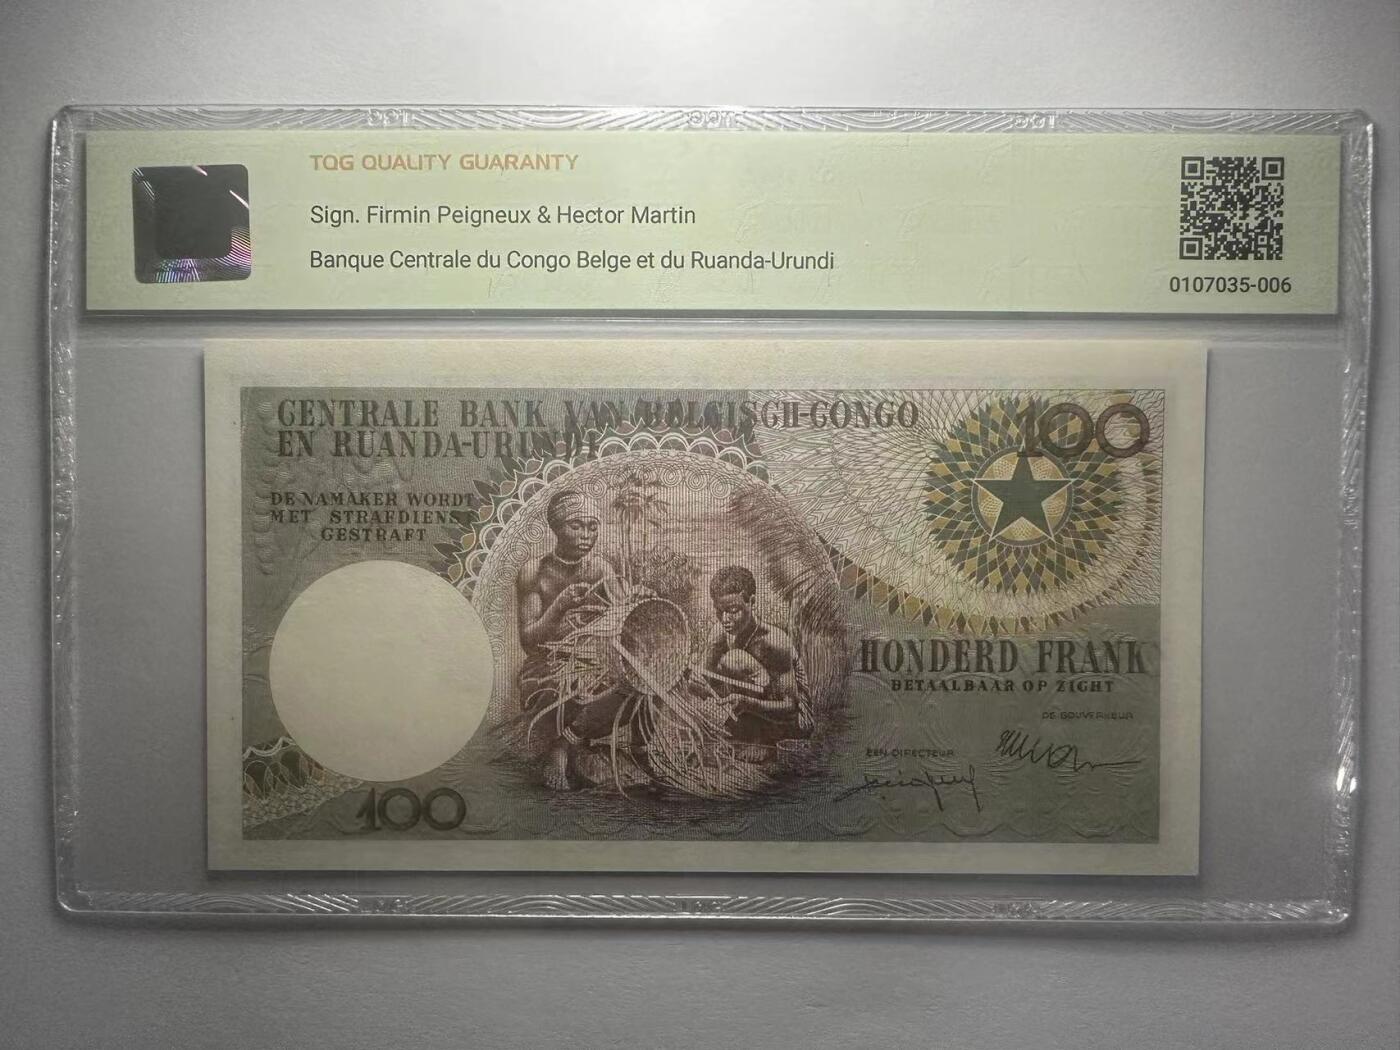 TQG QUALITY GUARANTY
Sign. Firmin Peigneux & Hector Martin
Banque Centrale du Congo Belge et du Ruanda-Urundi
0107035-006
CENTRALE BANK VAN BELGISCH-CONGO
EN RUANDA-URUNDI
100
DE NAMAKER WORDT
MET STRAFDIENST
GESTRAFT
HONDERD FRANK
BETAALBAAR OP ZICHT
DE GOUVERNEUR
EEN DIRECTEUR
100